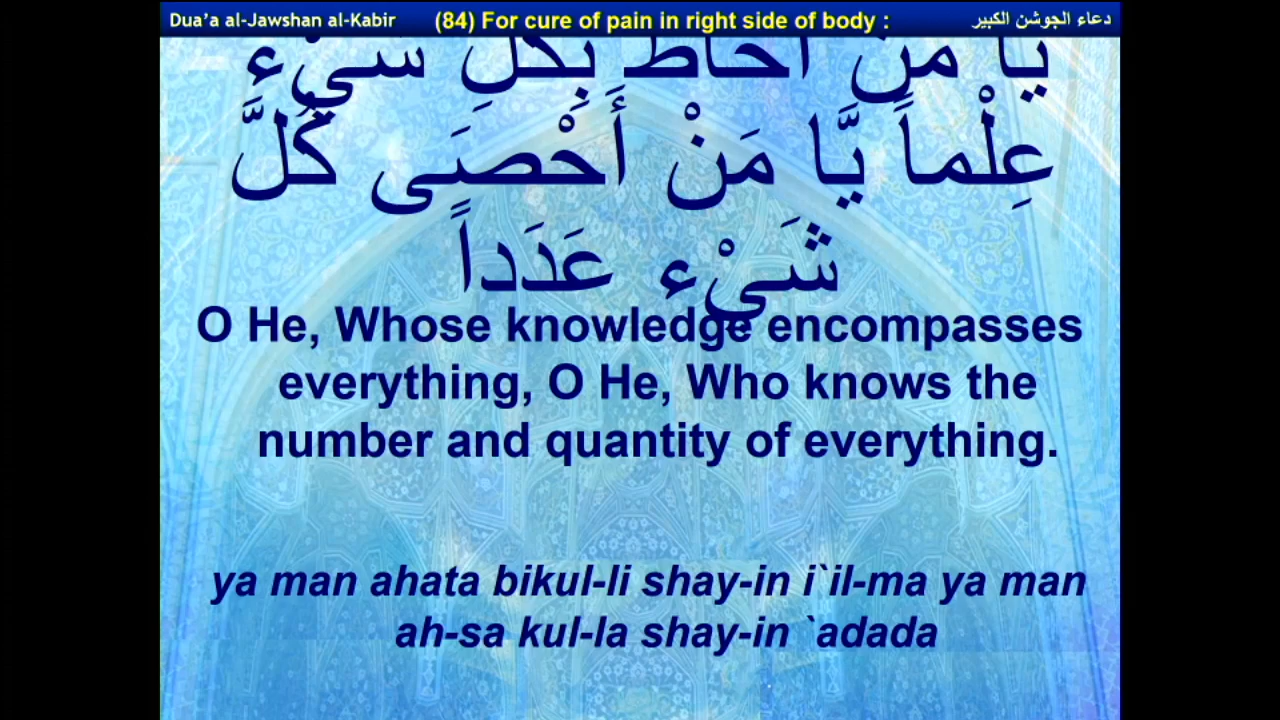 Dua’a al-Jawshan al-Kabir (84) For cure of pain in right side of body : دعاء الجوشن الكبير
يَا مَنْ أَحَاطَ بِكُلِّ شَيْءٍ
عِلْماً يَّا مَنْ أَحْصَى كُلَّ
شَيْءٍ عَدَداً
O He, Whose knowledge encompasses
everything, O He, Who knows the
number and quantity of everything.
ya man ahata bikul-li shay-in i`il-ma ya man
ah-sa kul-la shay-in `adada